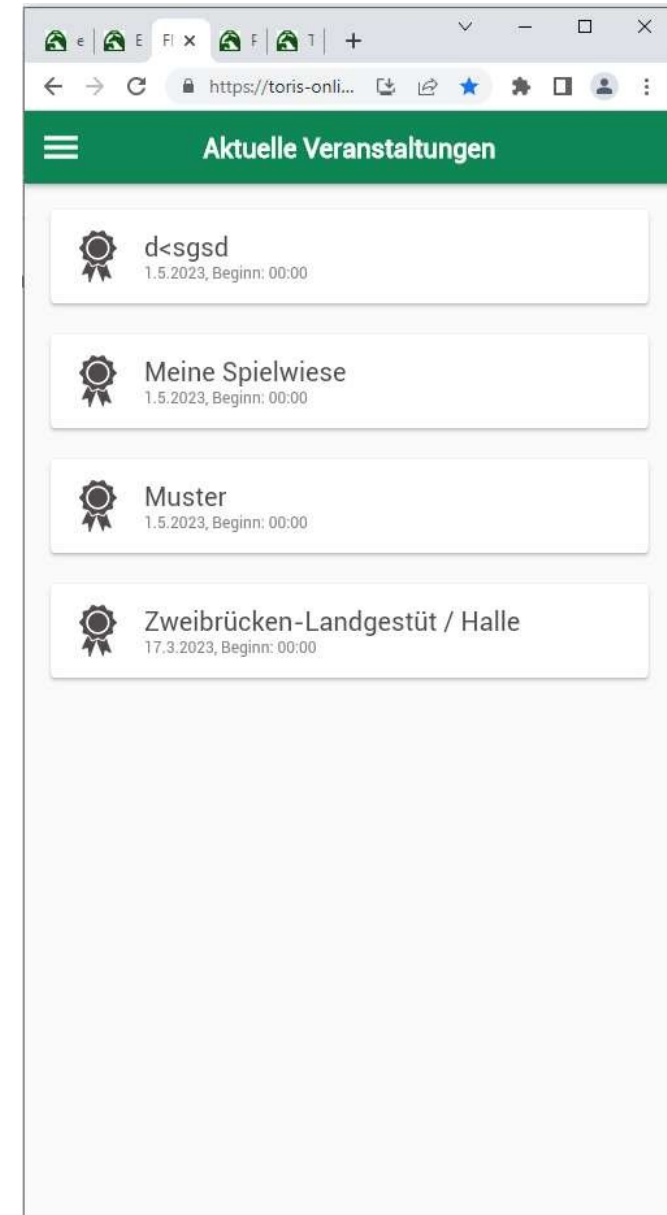 e E Fl F T
https://toris-onli...
Aktuelle Veranstaltungen
d<sgsd
1.5.2023, Beginn: 00:00
Meine Spielwiese
1.5.2023, Beginn: 00:00
Muster
1.5.2023, Beginn: 00:00
Zweibrücken-Landgestüt / Halle
17.3.2023, Beginn: 00:00